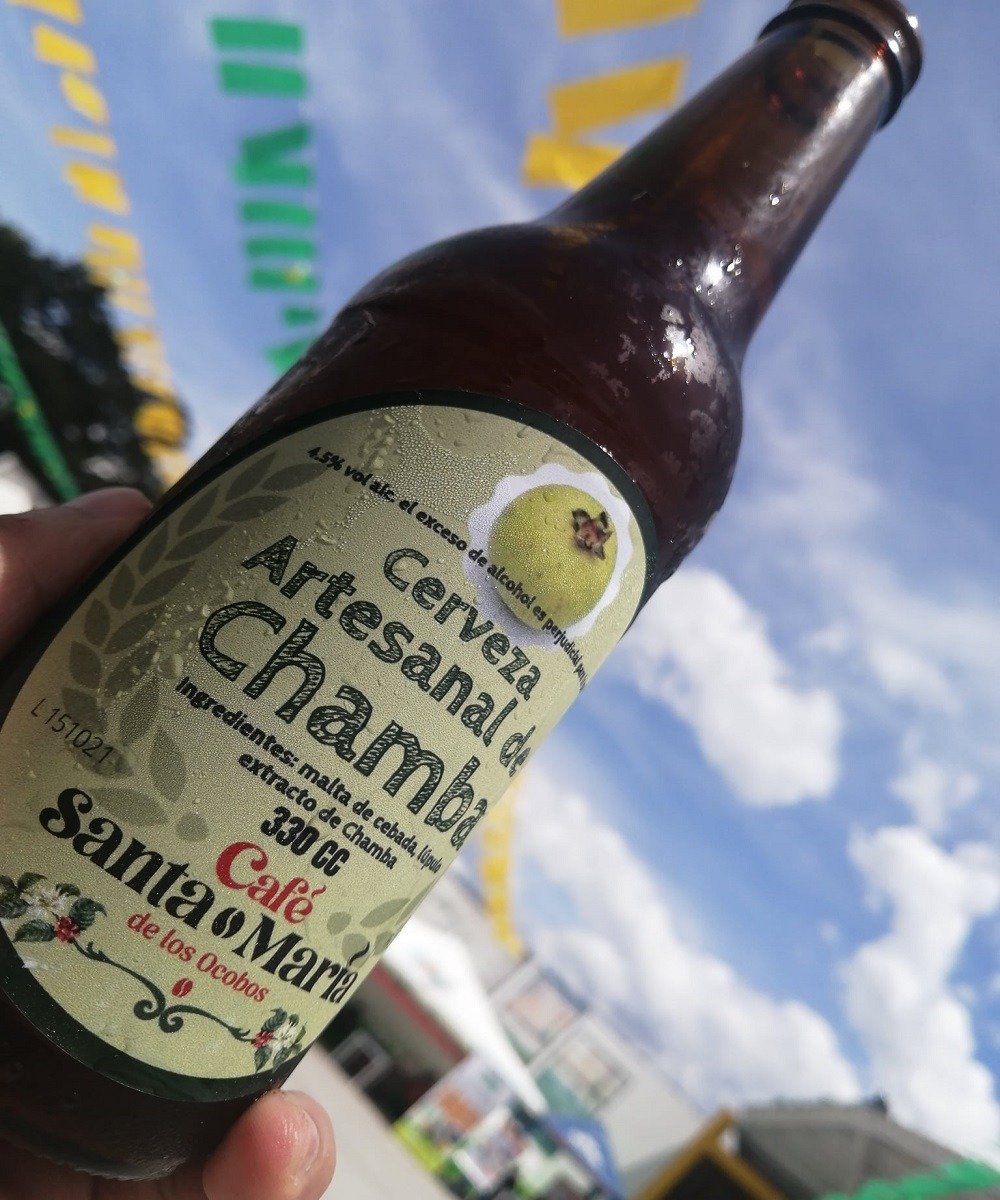 4.5% vol alc. el exceso de alcohol es perjudicial
Cerveza
Artesanal de
Chamba
Ingredientes: malta de cebada, lúpulo
extracto de Chamba
330 CC
L151021
Café
Santa María
de los Ocobos